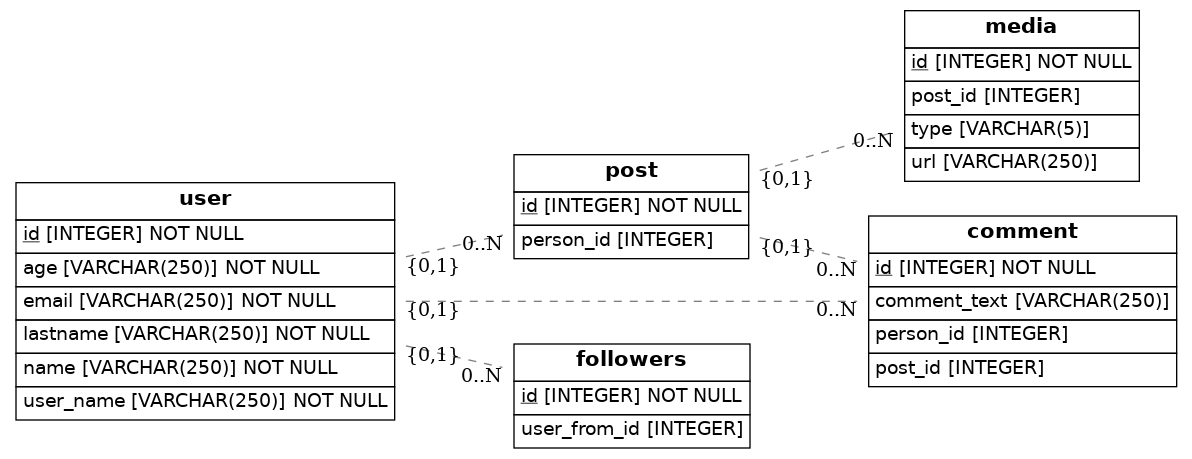 user
id [INTEGER] NOT NULL
age [VARCHAR(250)] NOT NULL
email [VARCHAR(250)] NOT NULL
lastname [VARCHAR(250)] NOT NULL
name [VARCHAR(250)] NOT NULL
user_name [VARCHAR(250)] NOT NULL
0..N
{0,1}
{0,1}
0..N
{0,1}
0..N
post
id [INTEGER] NOT NULL
person_id [INTEGER]
followers
id [INTEGER] NOT NULL
user_from_id [INTEGER]
0..N
{0,1}
{0,1}
0..N
media
id [INTEGER] NOT NULL
post_id [INTEGER]
type [VARCHAR(5)]
url [VARCHAR(250)]
comment
id [INTEGER] NOT NULL
comment_text [VARCHAR(250)]
person_id [INTEGER]
post_id [INTEGER]